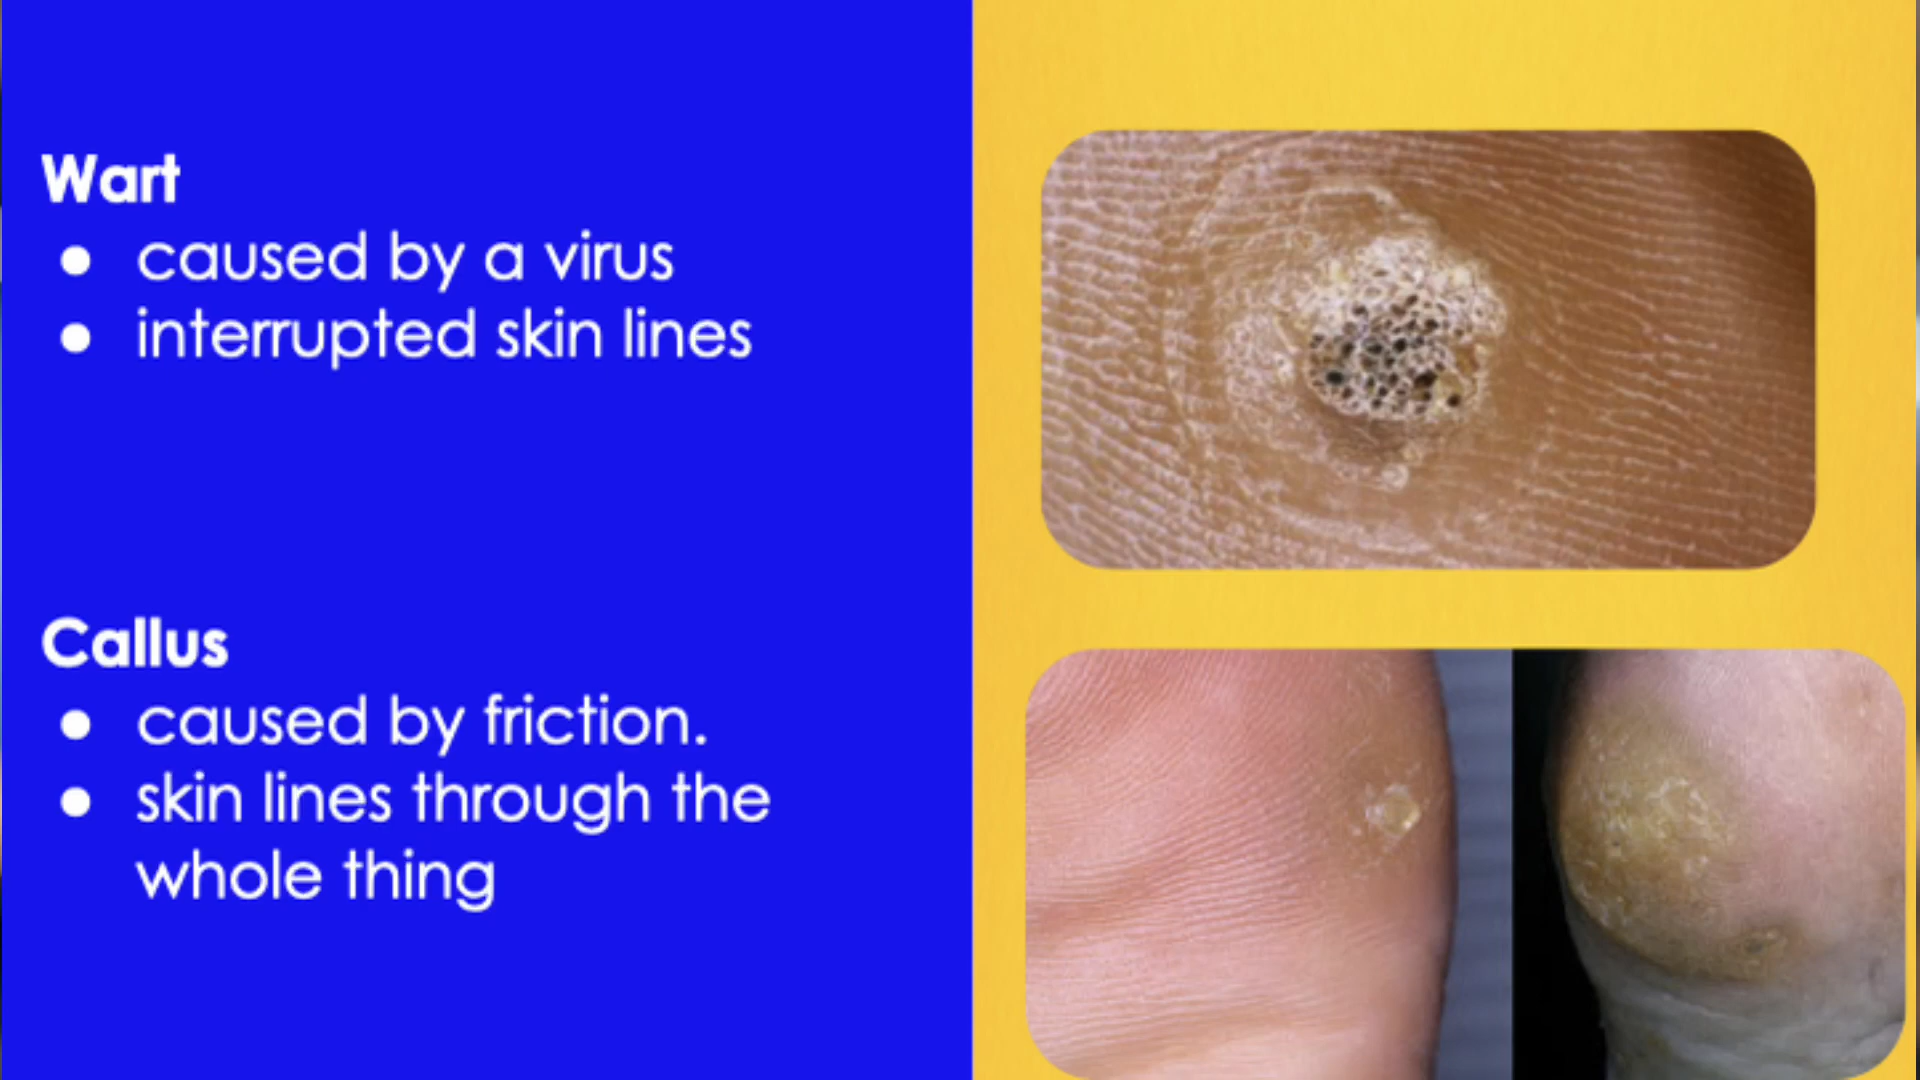 Wart
● caused by a virus
● interrupted skin lines
Callus
● caused by friction.
● skin lines through the
whole thing